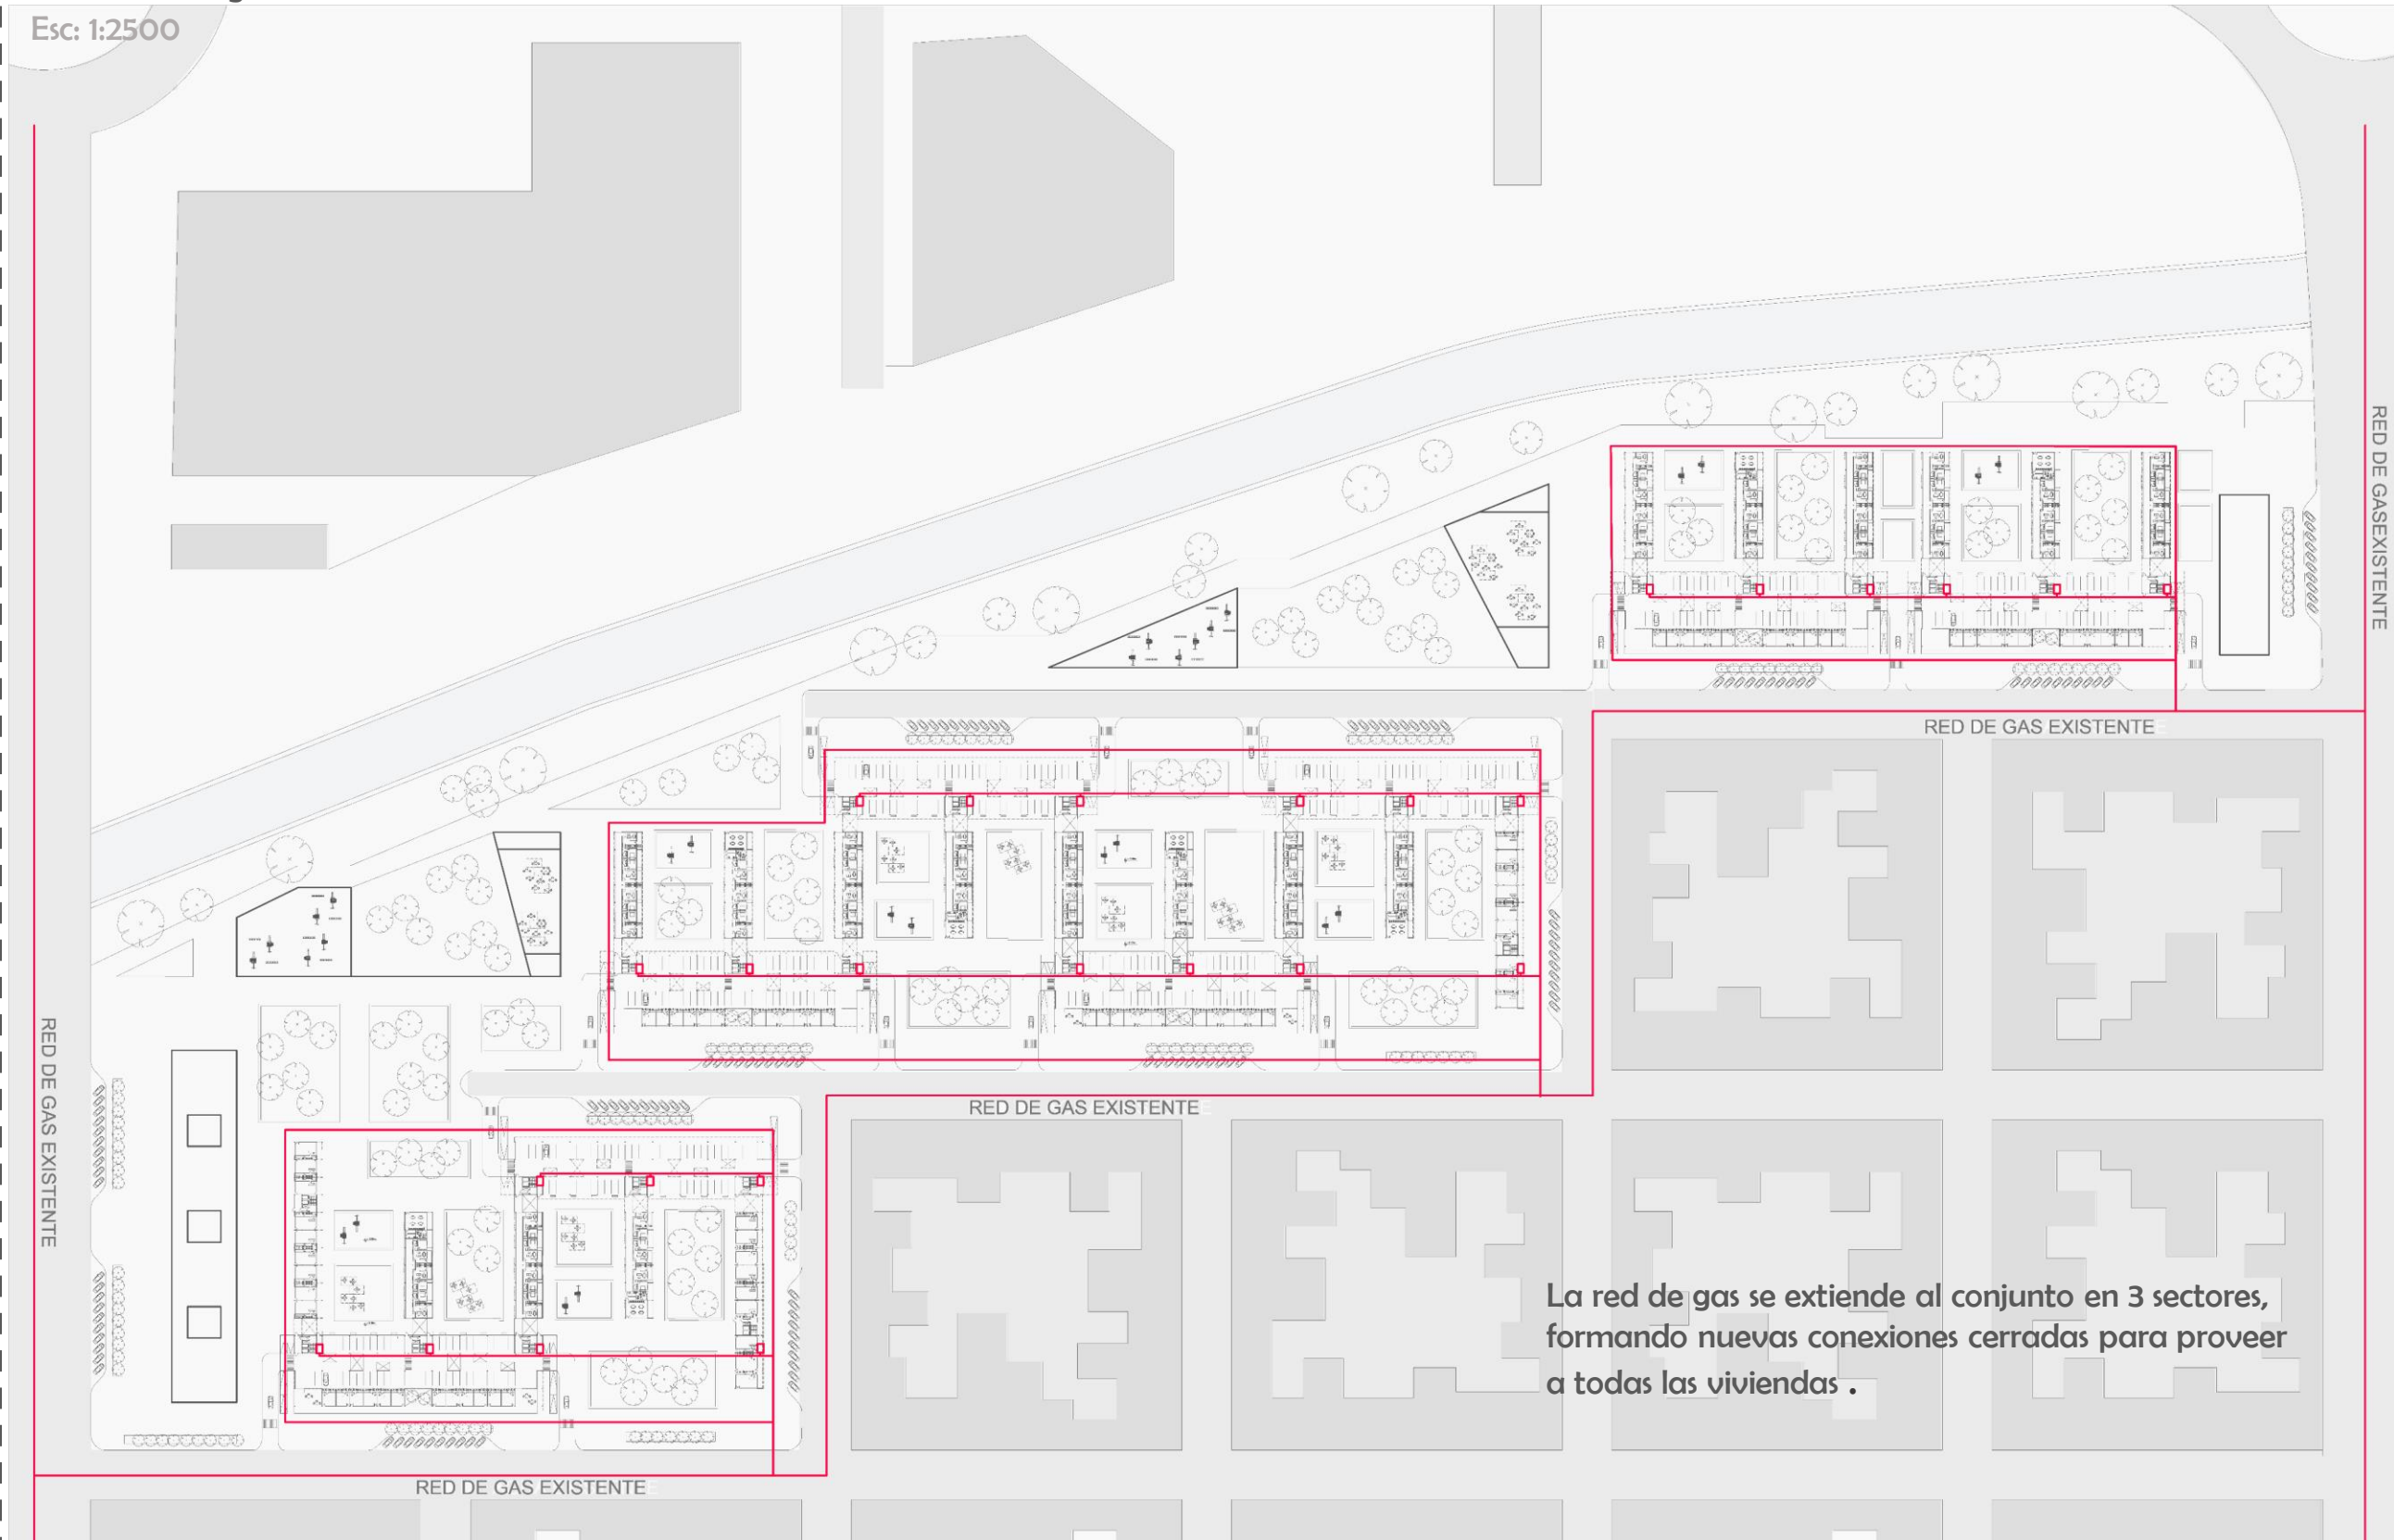 Esc: 1:2500
RED DE GASEXISTENTE
RED DE GAS EXISTENTE
RED DE GAS EXISTENTE
RED DE GAS EXISTENTE
La red de gas se extiende al conjunto en 3 sectores,
formando nuevas conexiones cerradas para proveer
a todas las viviendas .
RED DE GAS EXISTENTE